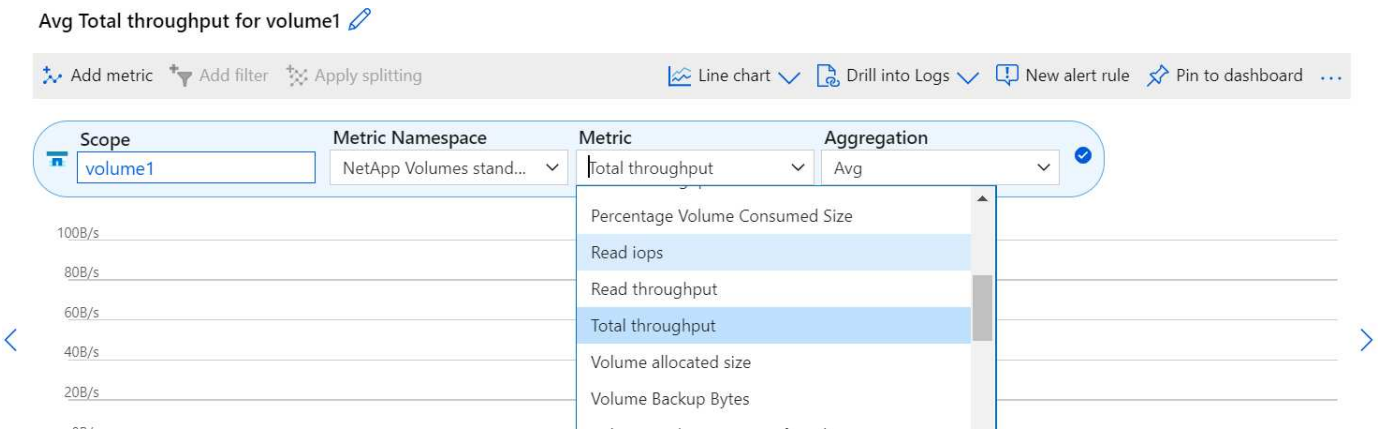 Avg Total throughput for volume1
Add metric Add filter Apply splitting Line chart Drill into Logs New alert rule Pin to dashboard ...
Scope Metric Namespace Metric Aggregation
volume1 NetApp Volumes stand... Total throughput Avg
Percentage Volume Consumed Size
100B/s
Read iops
80B/s
Read throughput
60B/s
Total throughput
40B/s
Volume allocated size
20B/s
Volume Backup Bytes